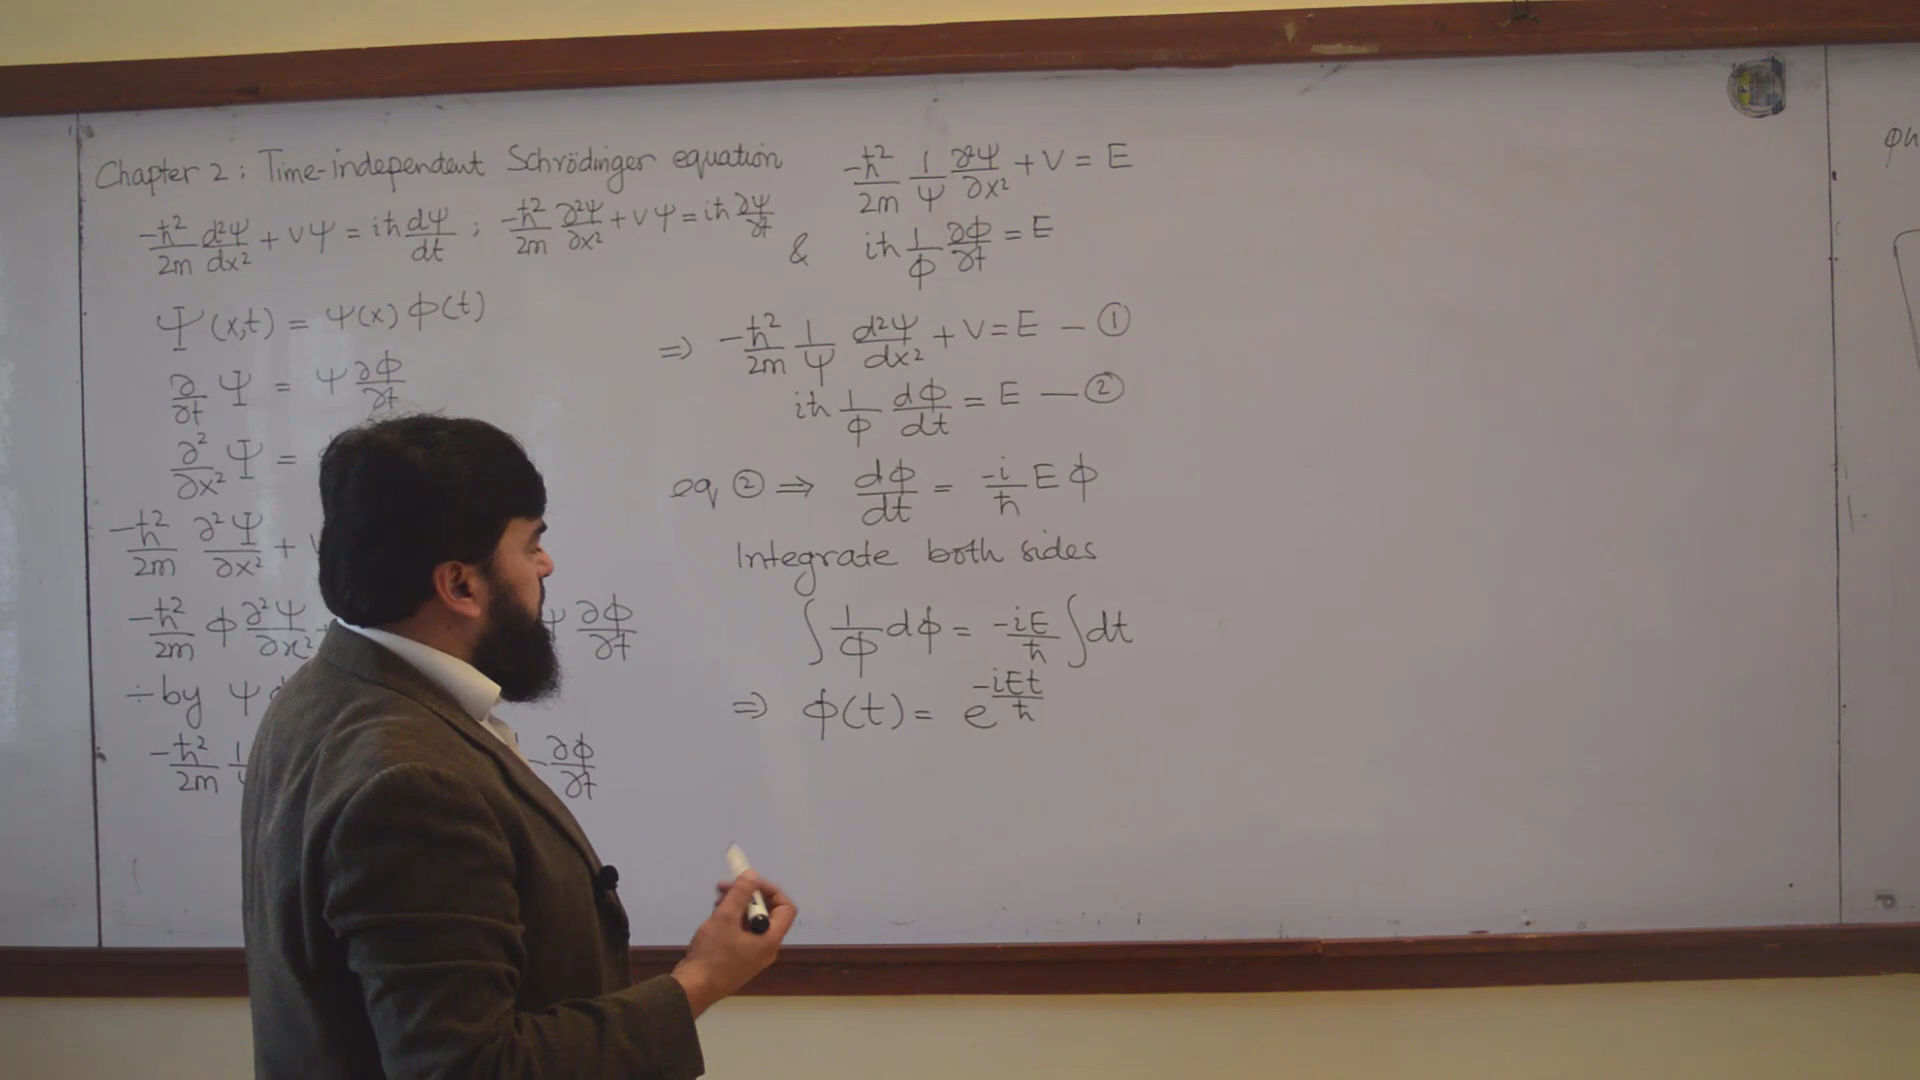 Chapter 2: Time-independent Schrödinger equation
-ħ²/2m d²Ψ/dx² + VΨ = iħ dΨ/dt ; -ħ²/2m ∂²Ψ/∂x² + VΨ = iħ ∂Ψ/∂t
Ψ(x,t) = ψ(x) ϕ(t)
∂/∂t Ψ = ψ ∂ϕ/∂t
∂²/∂x² Ψ =
-ħ²/2m ∂²Ψ/∂x² +
-ħ²/2m ϕ ∂²ψ/∂x² + ψ ∂ϕ/∂t
÷by ψ
-ħ²/2m 1/ψ ∂ϕ/∂t
-ħ²/2m 1/ψ ∂²ψ/∂x² + V = E
& iħ 1/ϕ ∂ϕ/∂t = E
⇒ -ħ²/2m 1/ψ d²ψ/dx² + V = E — ①
iħ 1/ϕ dϕ/dt = E — ②
eq ② ⇒ dϕ/dt = -i/ħ E ϕ
Integrate both sides
∫ 1/ϕ dϕ = -iE/ħ ∫dt
⇒ ϕ(t) = e^(-iEt/ħ)